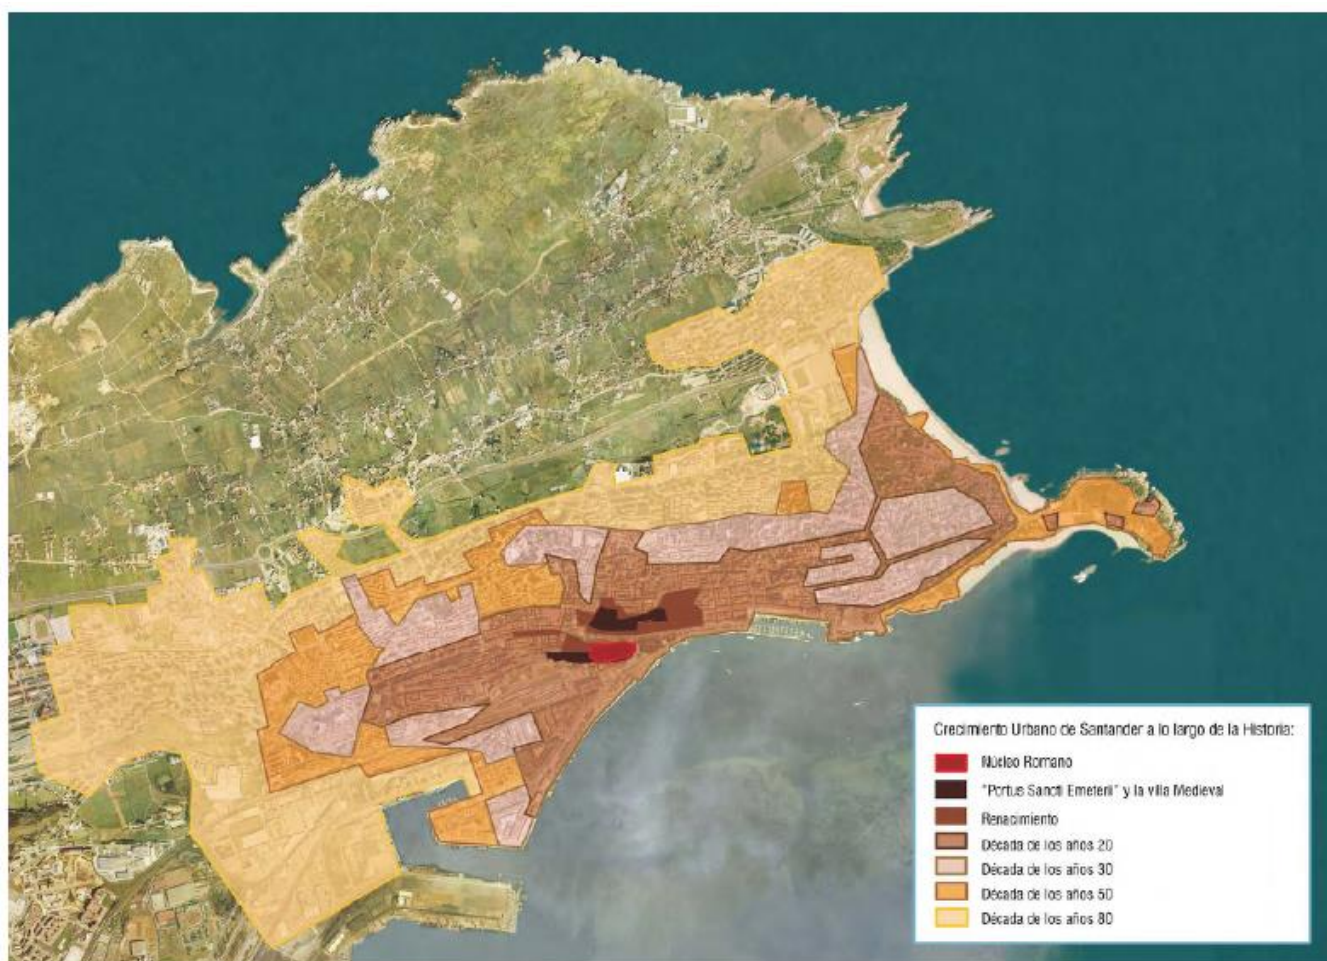 Crecimiento Urbano de Santander a lo largo de la Historia:
Núcleo Romano
"Portus Sancti Emeterii" y la villa Medieval
Renacimiento
Década de los años 20
Década de los años 30
Década de los años 50
Década de los años 80